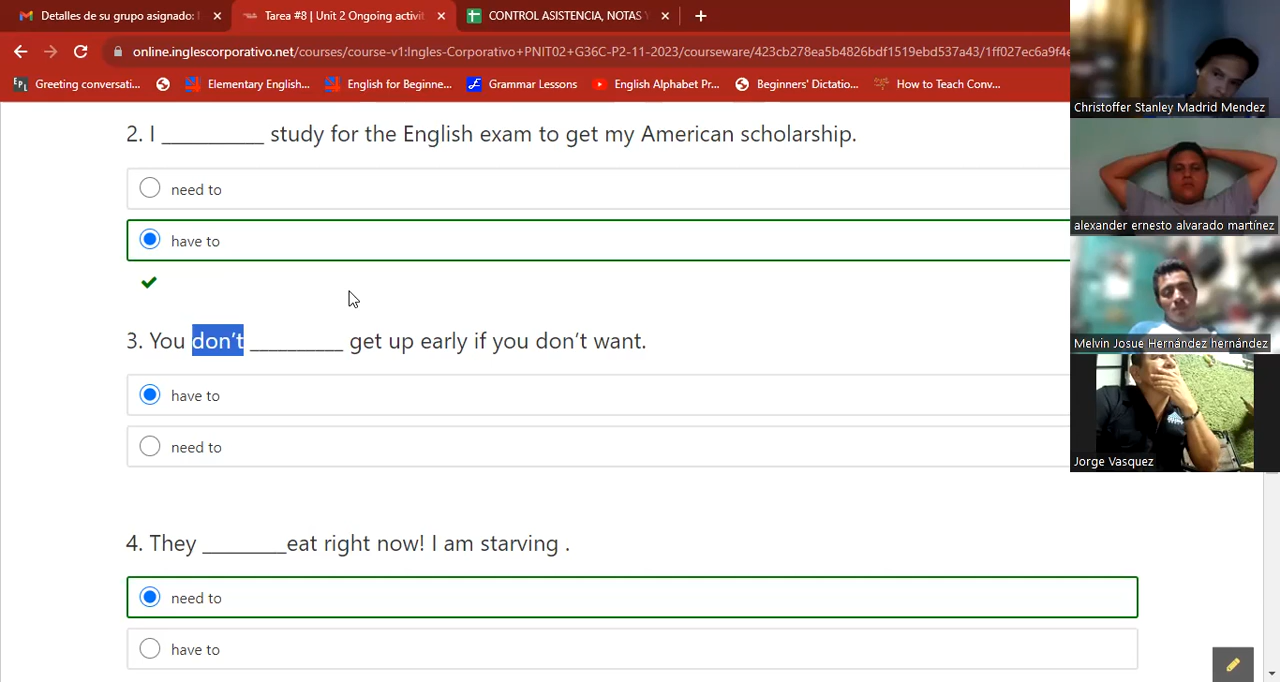 Detalles de su grupo asignado:
Tarea #8 | Unit 2 Ongoing activit
CONTROL ASISTENCIA, NOTAS Y
online.inglescorporativo.net/courses/course-v1:Ingles-Corporativo+PNIT02+G36C-P2-11-2023/courseware/423cb278ea5b4826bdf1519ebd537a43/1ff027ec6a9f4e
Greeting conversati...
Elementary English...
English for Beginne...
Grammar Lessons
English Alphabet Pr...
Beginners' Dictatio...
How to Teach Conv...
2. I __________ study for the English exam to get my American scholarship.
need to
have to
3. You don't _________ get up early if you don't want.
have to
need to
4. They ________eat right now! I am starving .
need to
have to
Christoffer Stanley Madrid Mendez
alexander ernesto alvarado martínez
Melvin Josue Hernández hernández
Jorge Vasquez